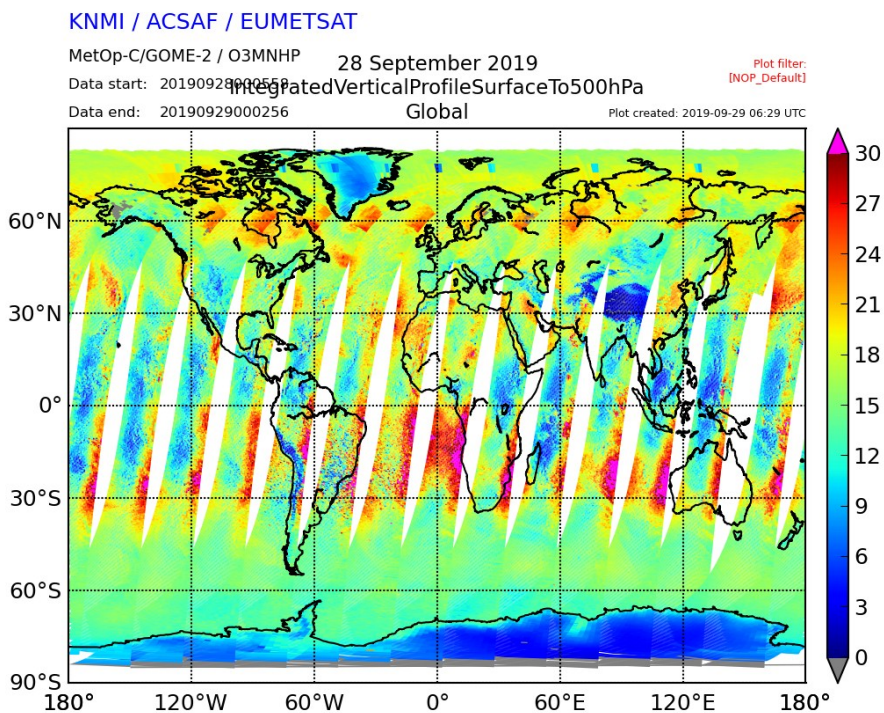 KNMI / ACSAF / EUMETSAT
MetOp-C/GOME-2 / O3MNHP
28 September 2019
Plot filter:
[NOP_Default]
Data start: 20190928000558
IntegratedVerticalProfileSurfaceTo500hPa
Data end: 20190929000256
Global
Plot created: 2019-09-29 06:29 UTC
30
27
24
21
18
15
12
9
6
3
0
60°N
30°N
0°
30°S
60°S
90°S
180° 120°W 60°W 0° 60°E 120°E 180°